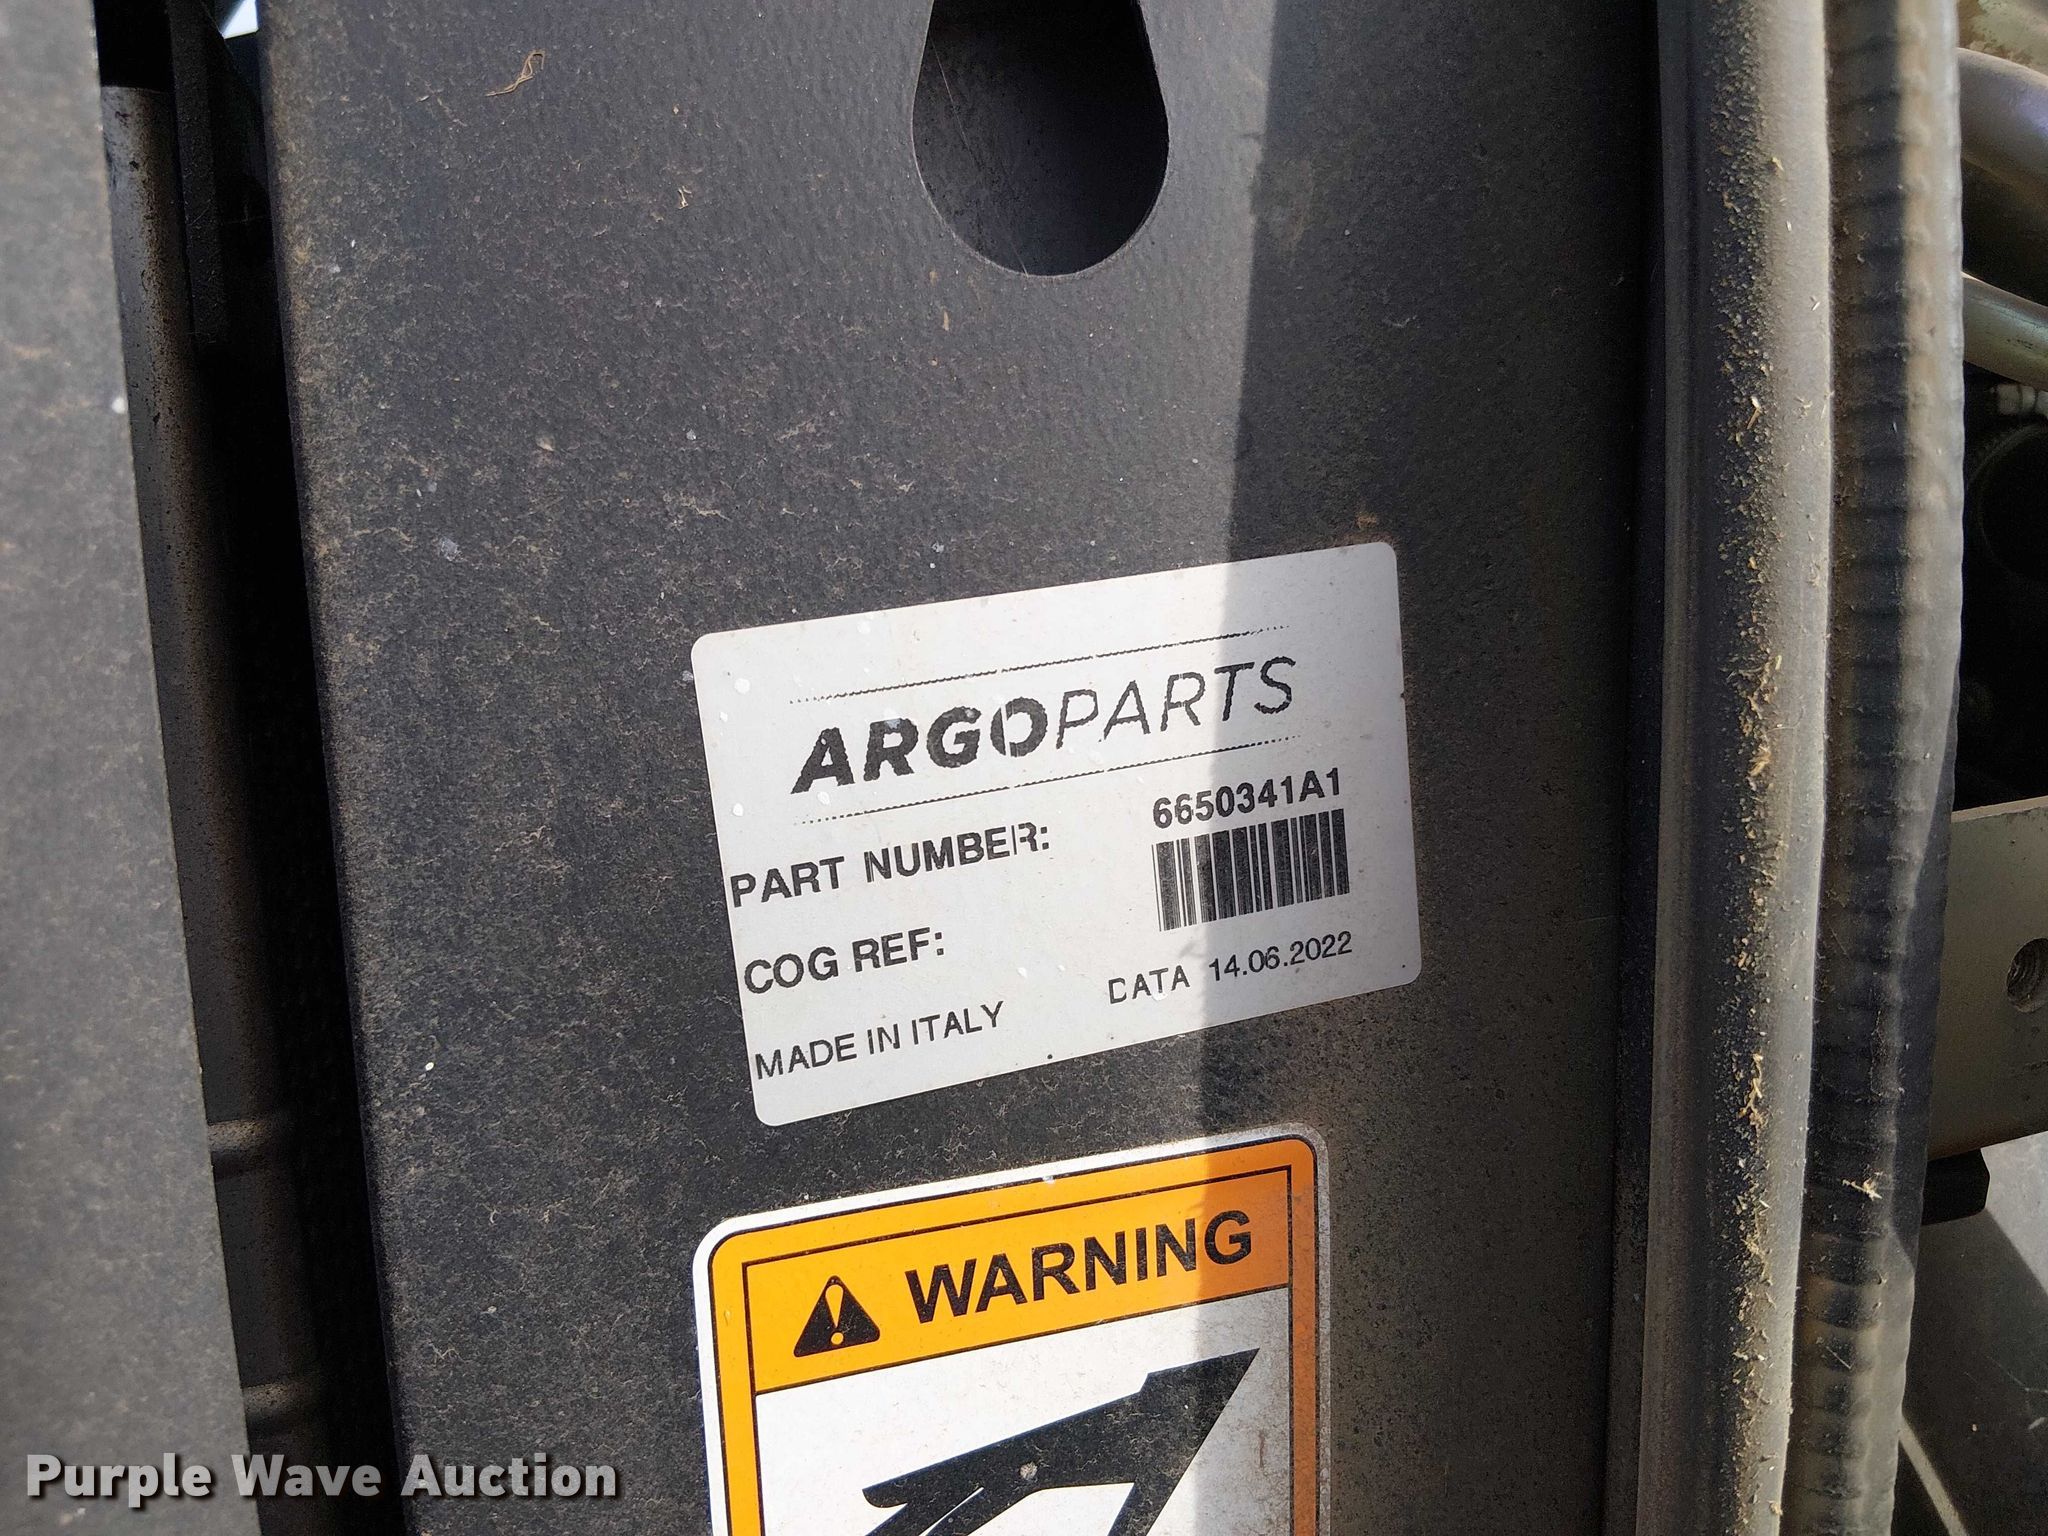 ARGOPARTS
PART NUMBER: 6650341A1
COG REF:
MADE IN ITALY DATA 14.06.2022
WARNING
Purple Wave Auction